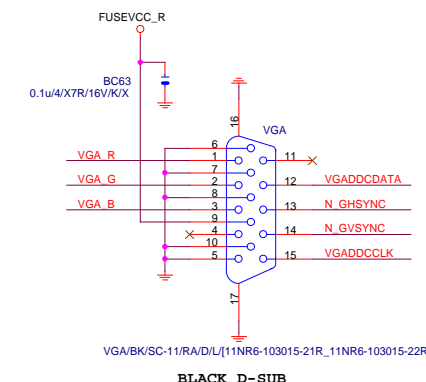 FUSEVCC_R
BC63
0.1u/4/X7R/16V/K/X
16
VGA
6
VGA_R 1 11
7
VGA_G 2 12 VGADDCDATA
8
VGA_B 3 13 N_GHSYNC
9
4 14 N_GVSYNC
10
5 15 VGADDCCLK
17
VGA/BK/SC-11/RA/D/L/[11NR6-103015-21R_11NR6-103015-22R
BLACK D-SUB